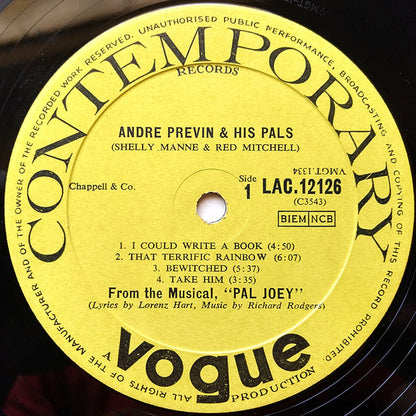 CONTEMPORARY
RECORDS
ALL RIGHTS OF THE MANUFACTURER AND OF THE OWNER OF THE RECORDED WORK RESERVED. UNAUTHORISED PUBLIC PERFORMANCE, BROADCASTING AND COPYING OF THIS RECORD PROHIBITED.
ANDRE PREVIN & HIS PALS
(SHELLY MANNE & RED MITCHELL)
VMGT.1334
Chappell & Co.
Side
1
LAC.12126
(C3543)
BIEM NCB
1. I COULD WRITE A BOOK (4:50)
2. THAT TERRIFIC RAINBOW (6:07)
3. BEWITCHED (5:37)
4. TAKE HIM (3:35)
From the Musical, "PAL JOEY"
(Lyrics by Lorenz Hart, Music by Richard Rodgers)
A
vogue
PRODUCTION